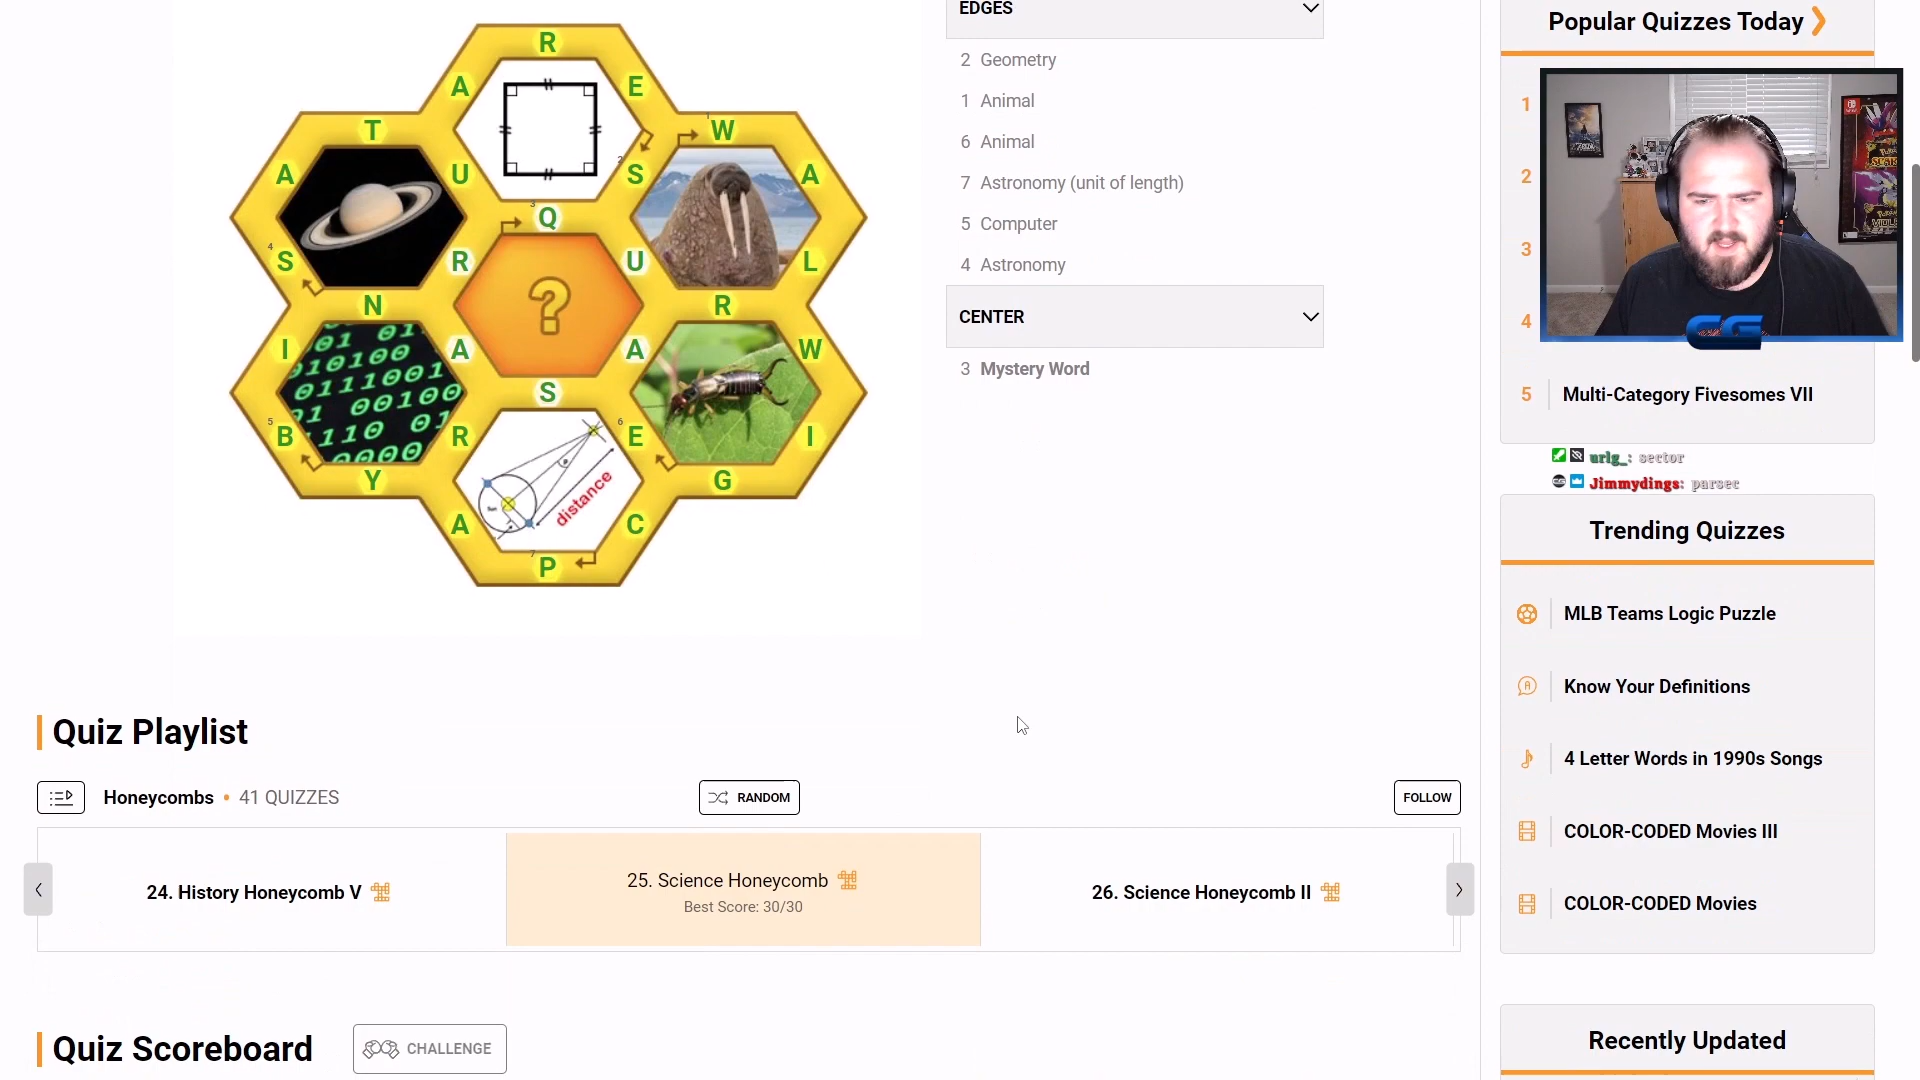 EDGES
2 Geometry
1 Animal
6 Animal
7 Astronomy (unit of length)
5 Computer
4 Astronomy
CENTER
3 Mystery Word
R
A E
T W
A U S A
Q
S R U L
N R
I A A W
S
B R E I
Y G
A C
P
?
distance
Popular Quizzes Today
1
2
3
4
5 Multi-Category Fivesomes VII
CG
urlg_: sector
Jimmydings: parsec
Trending Quizzes
MLB Teams Logic Puzzle
Know Your Definitions
4 Letter Words in 1990s Songs
COLOR-CODED Movies III
COLOR-CODED Movies
Recently Updated
Quiz Playlist
Honeycombs • 41 QUIZZES
RANDOM
FOLLOW
24. History Honeycomb V
25. Science Honeycomb
Best Score: 30/30
26. Science Honeycomb II
Quiz Scoreboard
CHALLENGE